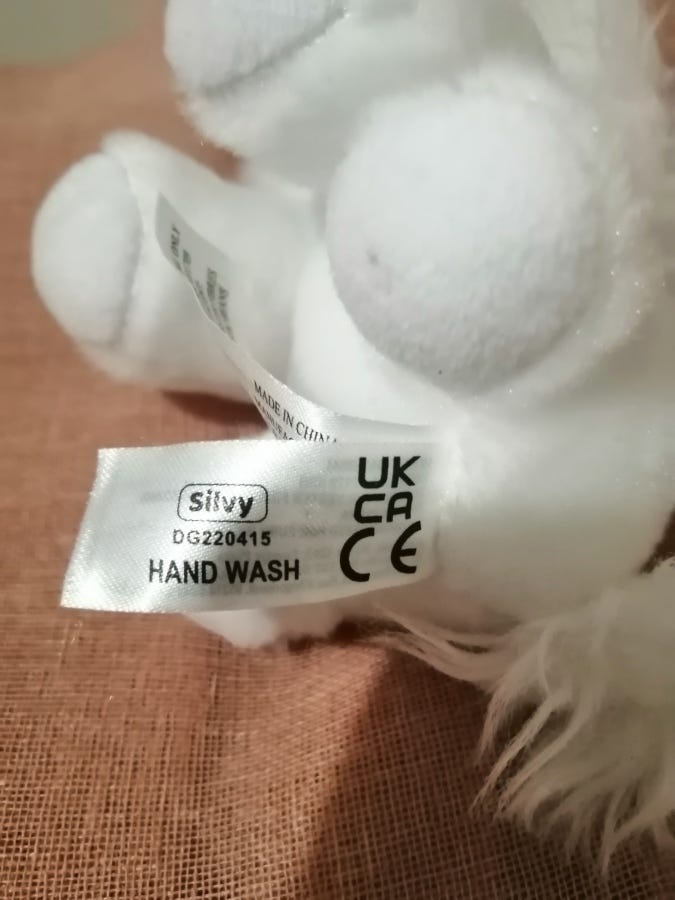 MADE IN CHINA
UK
CA
Silvy
DG220415
HAND WASH
CE